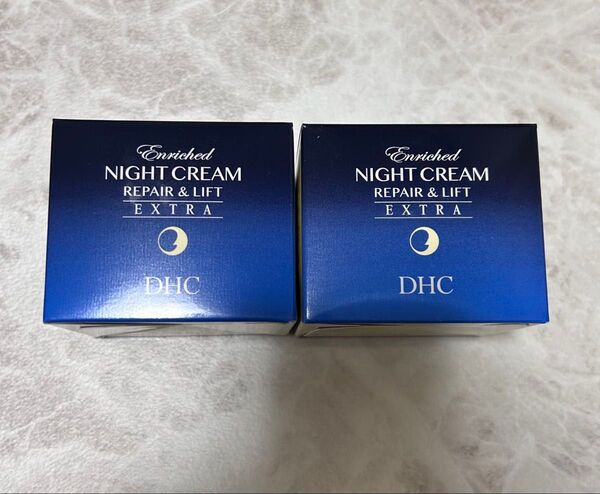 Enriched
NIGHT CREAM
REPAIR & LIFT
EXTRA
DHC
Enriched
NIGHT CREAM
REPAIR & LIFT
EXTRA
DHC